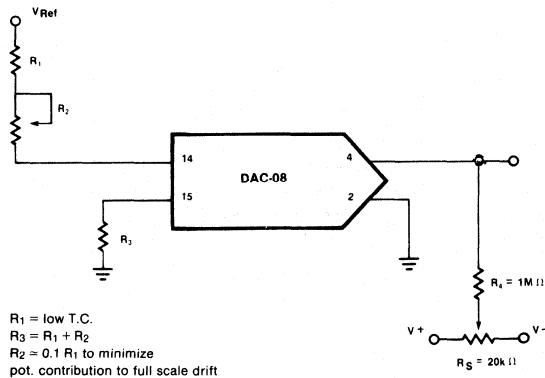 VRef
R1
R2
14
4
DAC-08
15
2
R3
R4 = 1M Ω
V+
V-
RS = 20k Ω
R1 = low T.C.
R3 = R1 + R2
R2 ≃ 0.1 R1 to minimize
pot. contribution to full scale drift